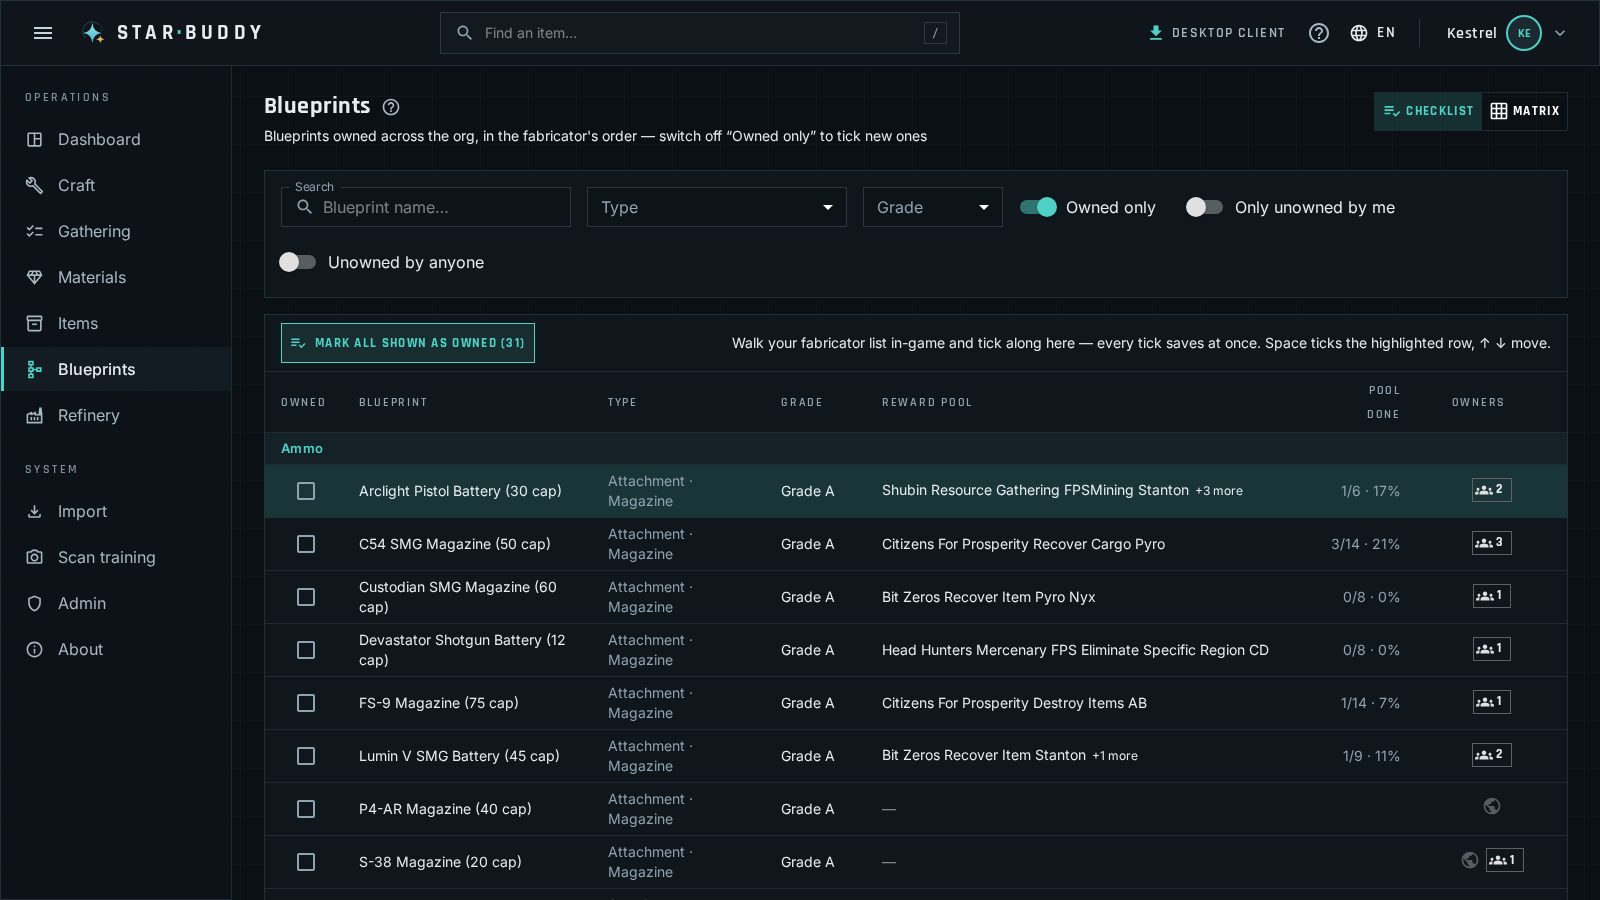 STAR·BUDDY
Find an item...
/
DESKTOP CLIENT
EN
Kestrel
KE
OPERATIONS
Dashboard
Craft
Gathering
Materials
Items
Blueprints
Refinery
SYSTEM
Import
Scan training
Admin
About
Blueprints
Blueprints owned across the org, in the fabricator's order — switch off “Owned only” to tick new ones
CHECKLIST
MATRIX
Search
Blueprint name...
Type
Grade
Owned only
Only unowned by me
Unowned by anyone
MARK ALL SHOWN AS OWNED (31)
Walk your fabricator list in-game and tick along here — every tick saves at once. Space ticks the highlighted row, ↑ ↓ move.
OWNED BLUEPRINT TYPE GRADE REWARD POOL POOL DONE OWNERS
Ammo
Arclight Pistol Battery (30 cap) Attachment · Magazine Grade A Shubin Resource Gathering FPSMining Stanton +3 more 1/6 · 17% 2
C54 SMG Magazine (50 cap) Attachment · Magazine Grade A Citizens For Prosperity Recover Cargo Pyro 3/14 · 21% 3
Custodian SMG Magazine (60 cap) Attachment · Magazine Grade A Bit Zeros Recover Item Pyro Nyx 0/8 · 0% 1
Devastator Shotgun Battery (12 cap) Attachment · Magazine Grade A Head Hunters Mercenary FPS Eliminate Specific Region CD 0/8 · 0% 1
FS-9 Magazine (75 cap) Attachment · Magazine Grade A Citizens For Prosperity Destroy Items AB 1/14 · 7% 1
Lumin V SMG Battery (45 cap) Attachment · Magazine Grade A Bit Zeros Recover Item Stanton +1 more 1/9 · 11% 2
P4-AR Magazine (40 cap) Attachment · Magazine Grade A —
S-38 Magazine (20 cap) Attachment · Magazine Grade A — 1